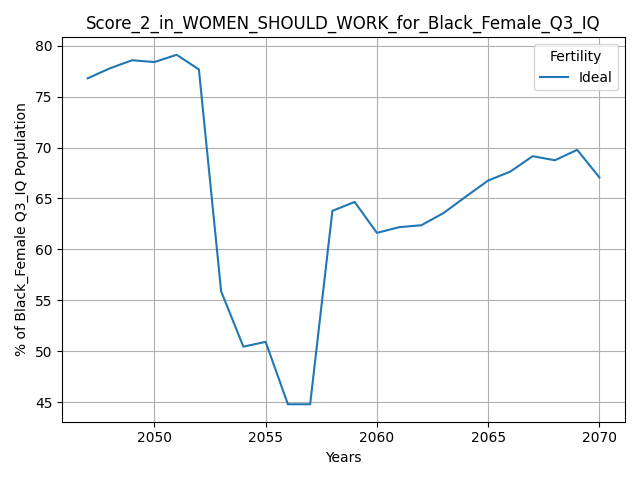 Score_2_in_WOMEN_SHOULD_WORK_for_Black_Female_Q3_IQ
Fertility
Ideal
% of Black_Female Q3_IQ Population
80
75
70
65
60
55
50
45
2050
2055
2060
2065
2070
Years